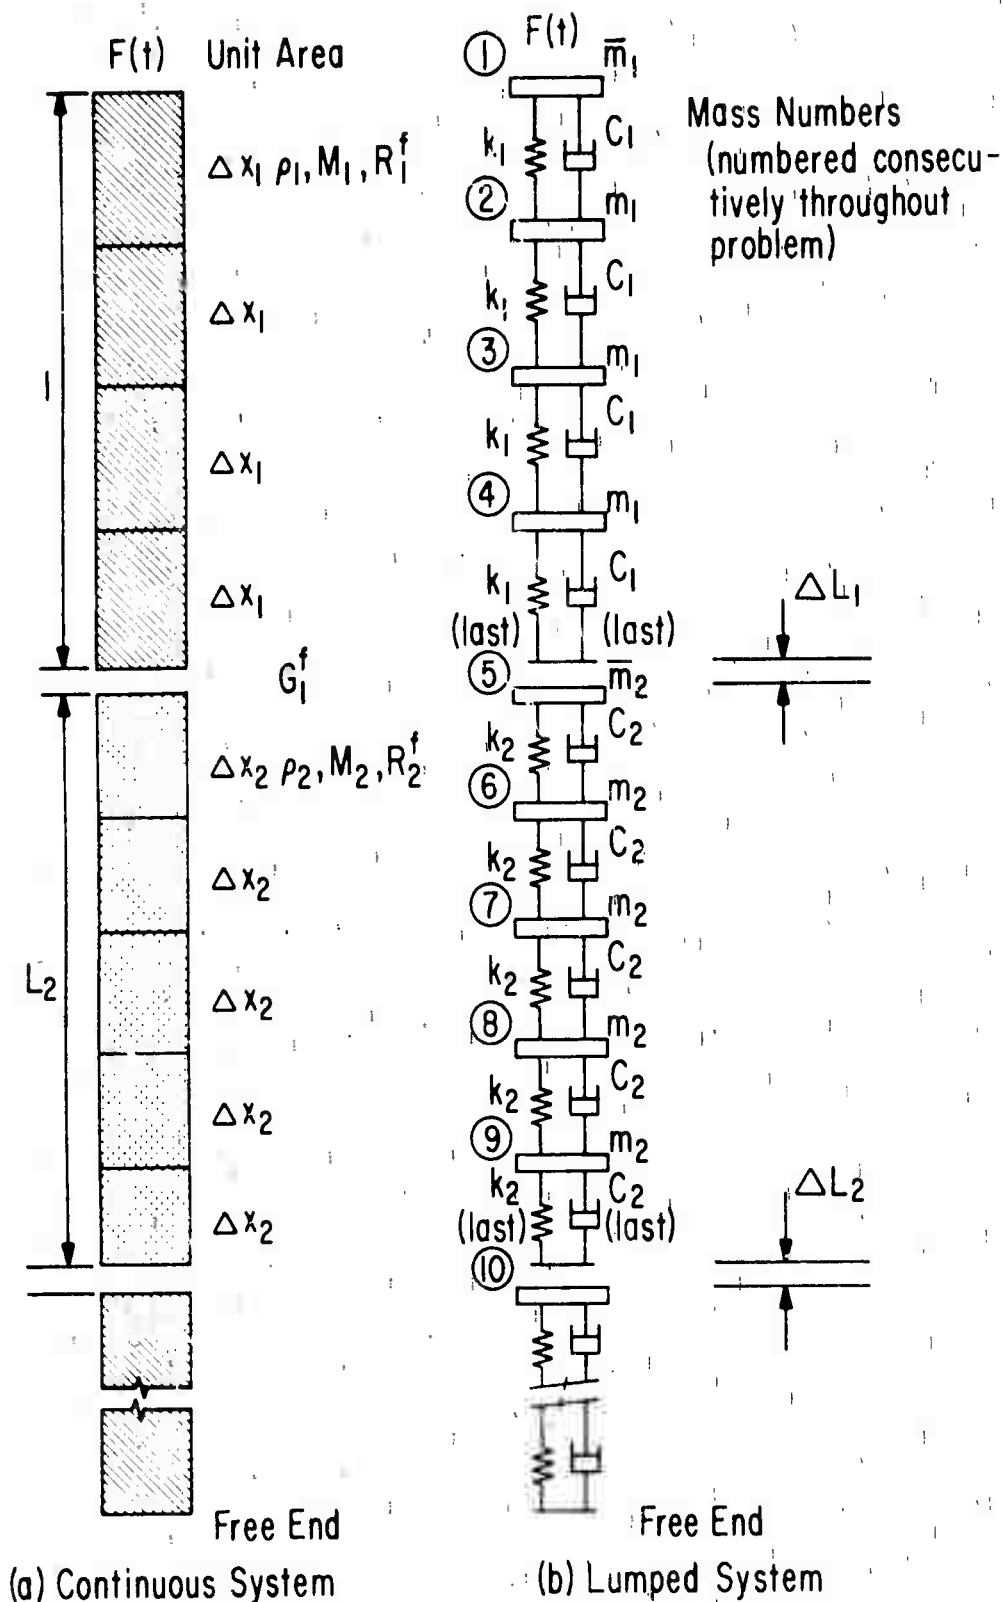 F(t) Unit Area
Δx₁ ρ₁, M₁, R₁ᶠ
Δx₁
Δx₁
Δx₁
l
G₁ᶠ
Δx₂ ρ₂, M₂, R₂ᶠ
Δx₂
Δx₂
Δx₂
Δx₂
L₂
Free End
(a) Continuous System
F(t)
① m̅₁
k₁ C₁
② m₁
k₁ C₁
③ m₁
k₁ C₁
④ m₁
k₁ C₁
(last) (last)
⑤ m̅₂
k₂ C₂
⑥ m₂
k₂ C₂
⑦ m₂
k₂ C₂
⑧ m₂
k₂ C₂
⑨ m₂
k₂ C₂
(last) (last)
⑩
Free End
(b) Lumped System
Mass Numbers
(numbered consecu-
tively throughout
problem)
ΔL₁
ΔL₂